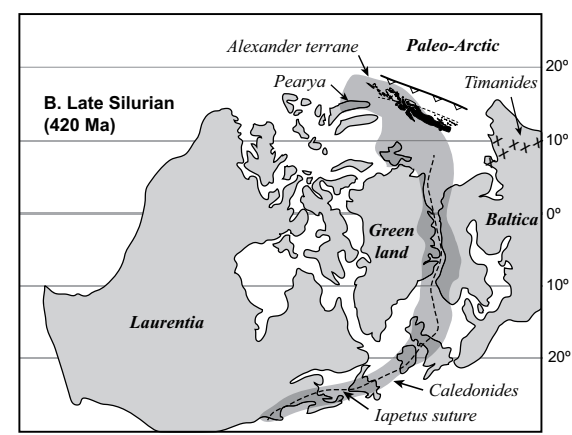 Alexander terrane
Paleo-Arctic
20º
Pearya
Timanides
B. Late Silurian
(420 Ma)
10º
Green
land
Baltica
0º
10º
Laurentia
20º
Caledonides
Iapetus suture